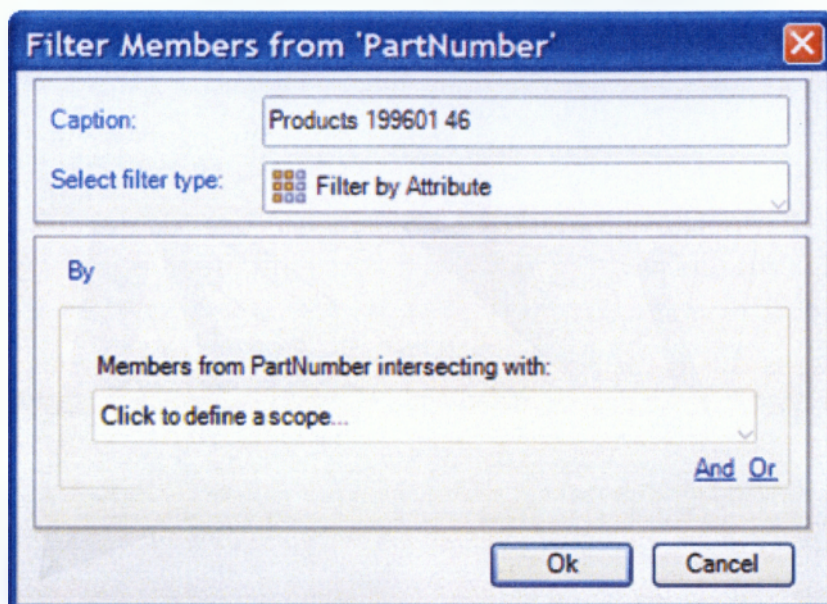 Filter Members from 'PartNumber'
Caption: Products 199601 46
Select filter type: Filter by Attribute
By
Members from PartNumber intersecting with:
Click to define a scope...
And Or
Ok Cancel